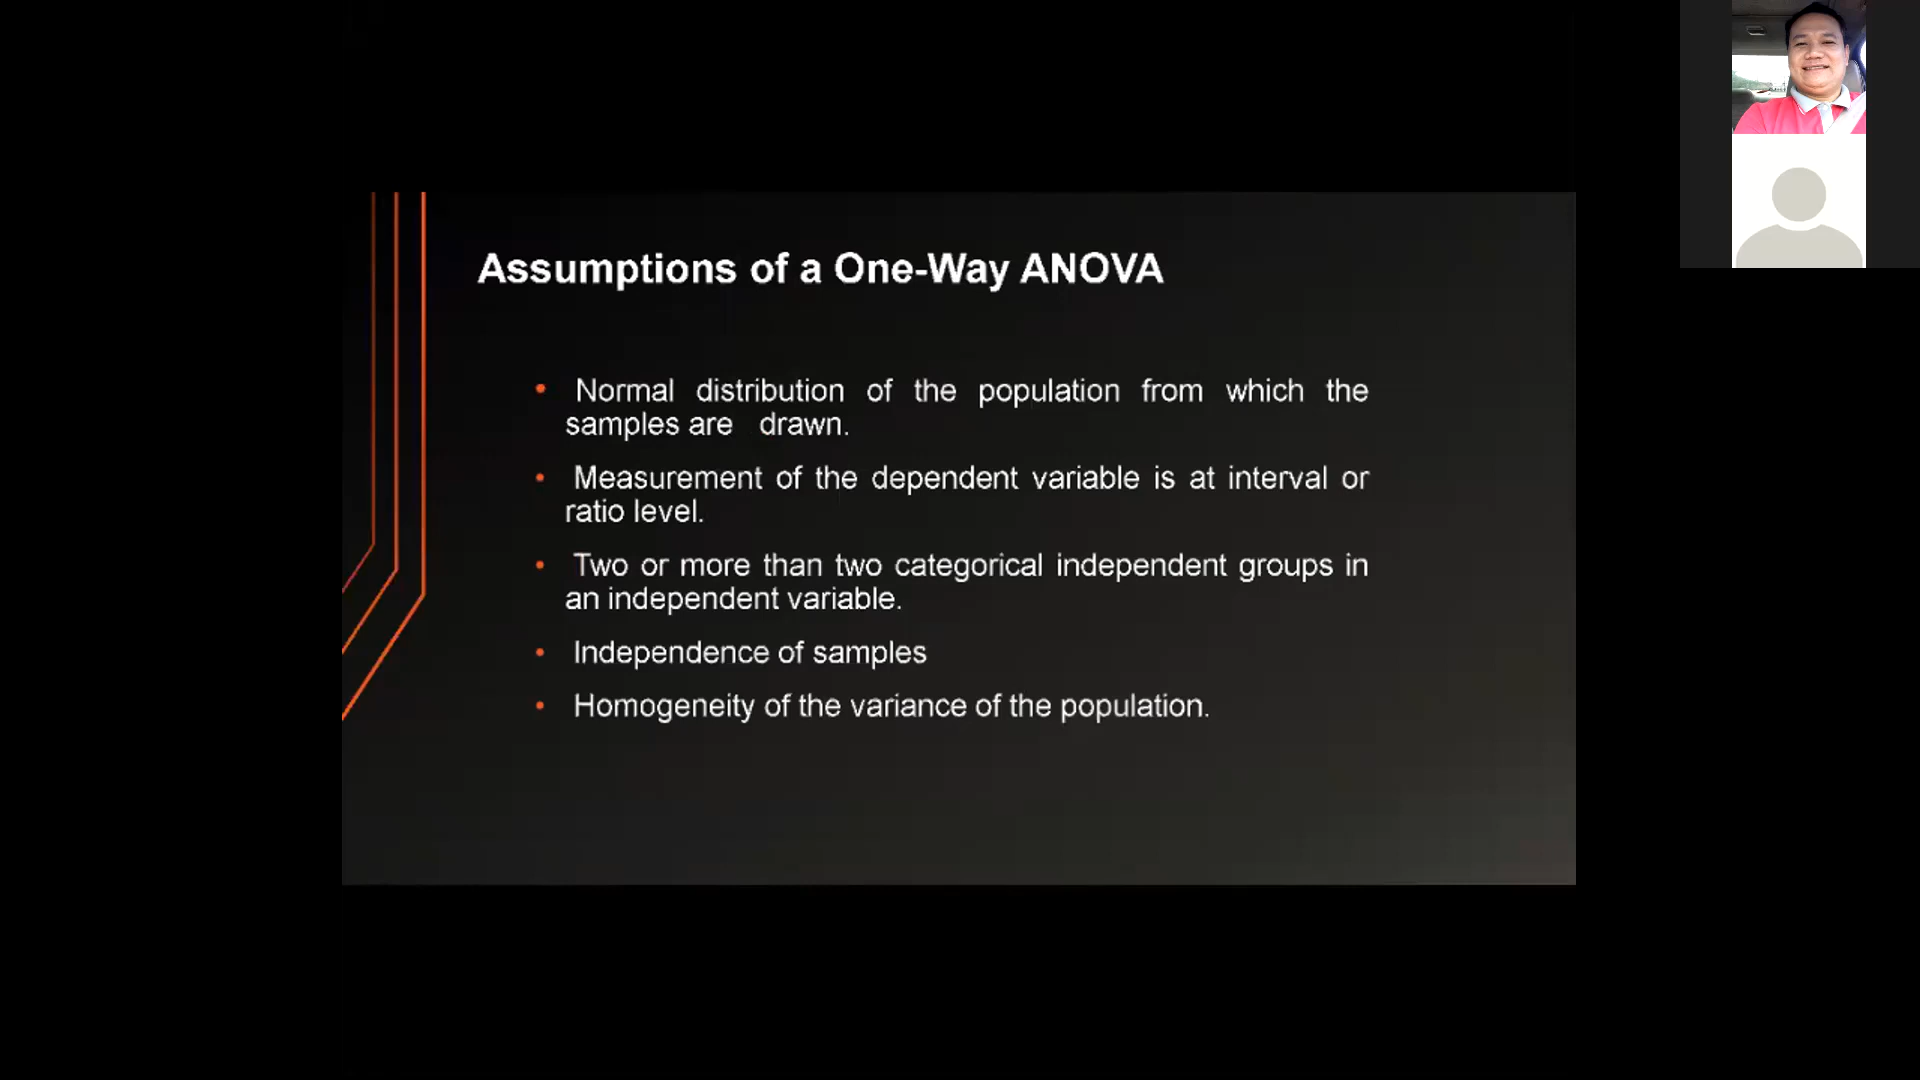 Assumptions of a One-Way ANOVA
• Normal distribution of the population from which the
samples are drawn.
• Measurement of the dependent variable is at interval or
ratio level.
• Two or more than two categorical independent groups in
an independent variable.
• Independence of samples
• Homogeneity of the variance of the population.